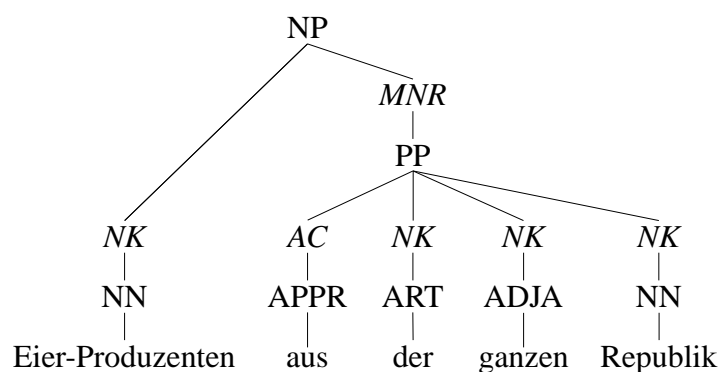 NP
MNR
PP
NK AC NK NK NK
NN APPR ART ADJA NN
Eier-Produzenten aus der ganzen Republik